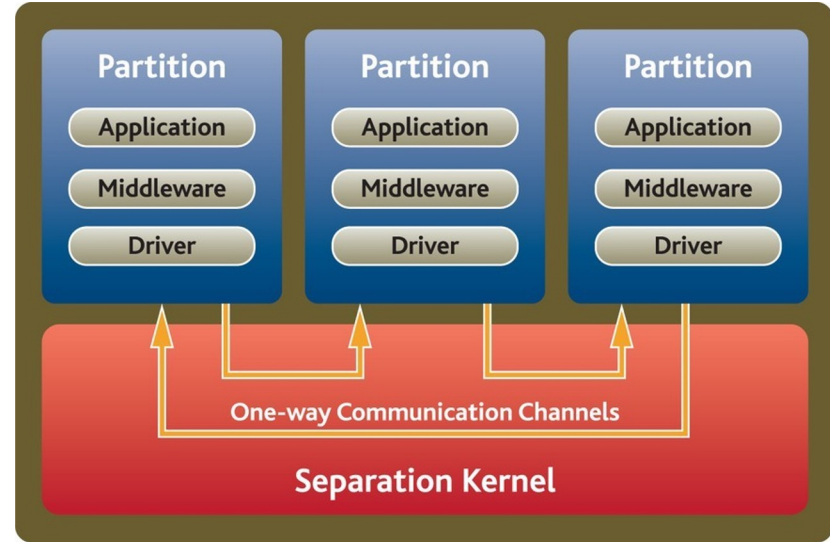 Partition
Application
Middleware
Driver
Partition
Application
Middleware
Driver
Partition
Application
Middleware
Driver
One-way Communication Channels
Separation Kernel